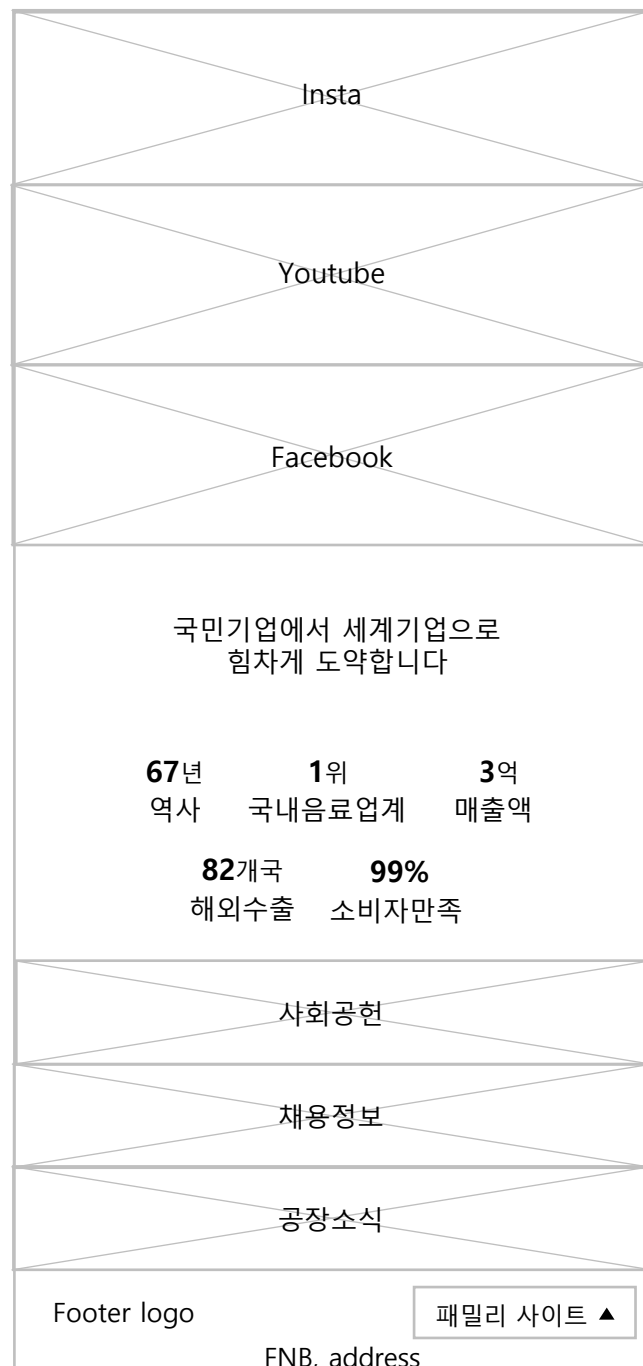 Insta
Youtube
Facebook
국민기업에서 세계기업으로
힘차게 도약합니다
67년 1위 3억
역사 국내음료업계 매출액
82개국 99%
해외수출 소비자만족
사회공헌
채용정보
공장소식
Footer logo 패밀리 사이트 ▲
FNB, address